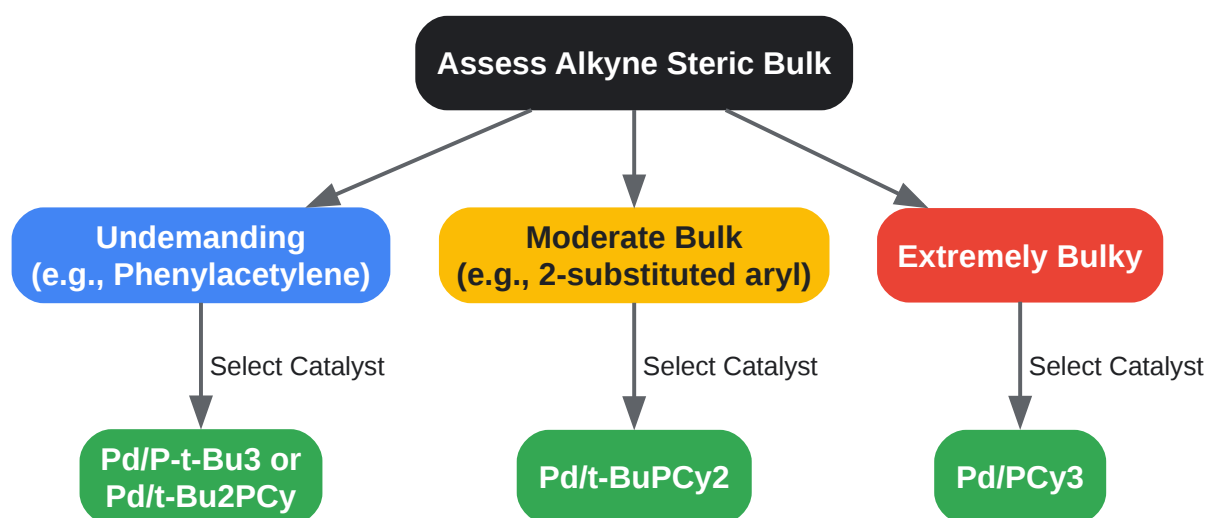 Assess Alkyne Steric Bulk
Undemanding
(e.g., Phenylacetylene)
Moderate Bulk
(e.g., 2-substituted aryl)
Extremely Bulky
Select Catalyst
Select Catalyst
Select Catalyst
Pd/P-t-Bu3 or
Pd/t-Bu2PCy
Pd/t-BuPCy2
Pd/PCy3